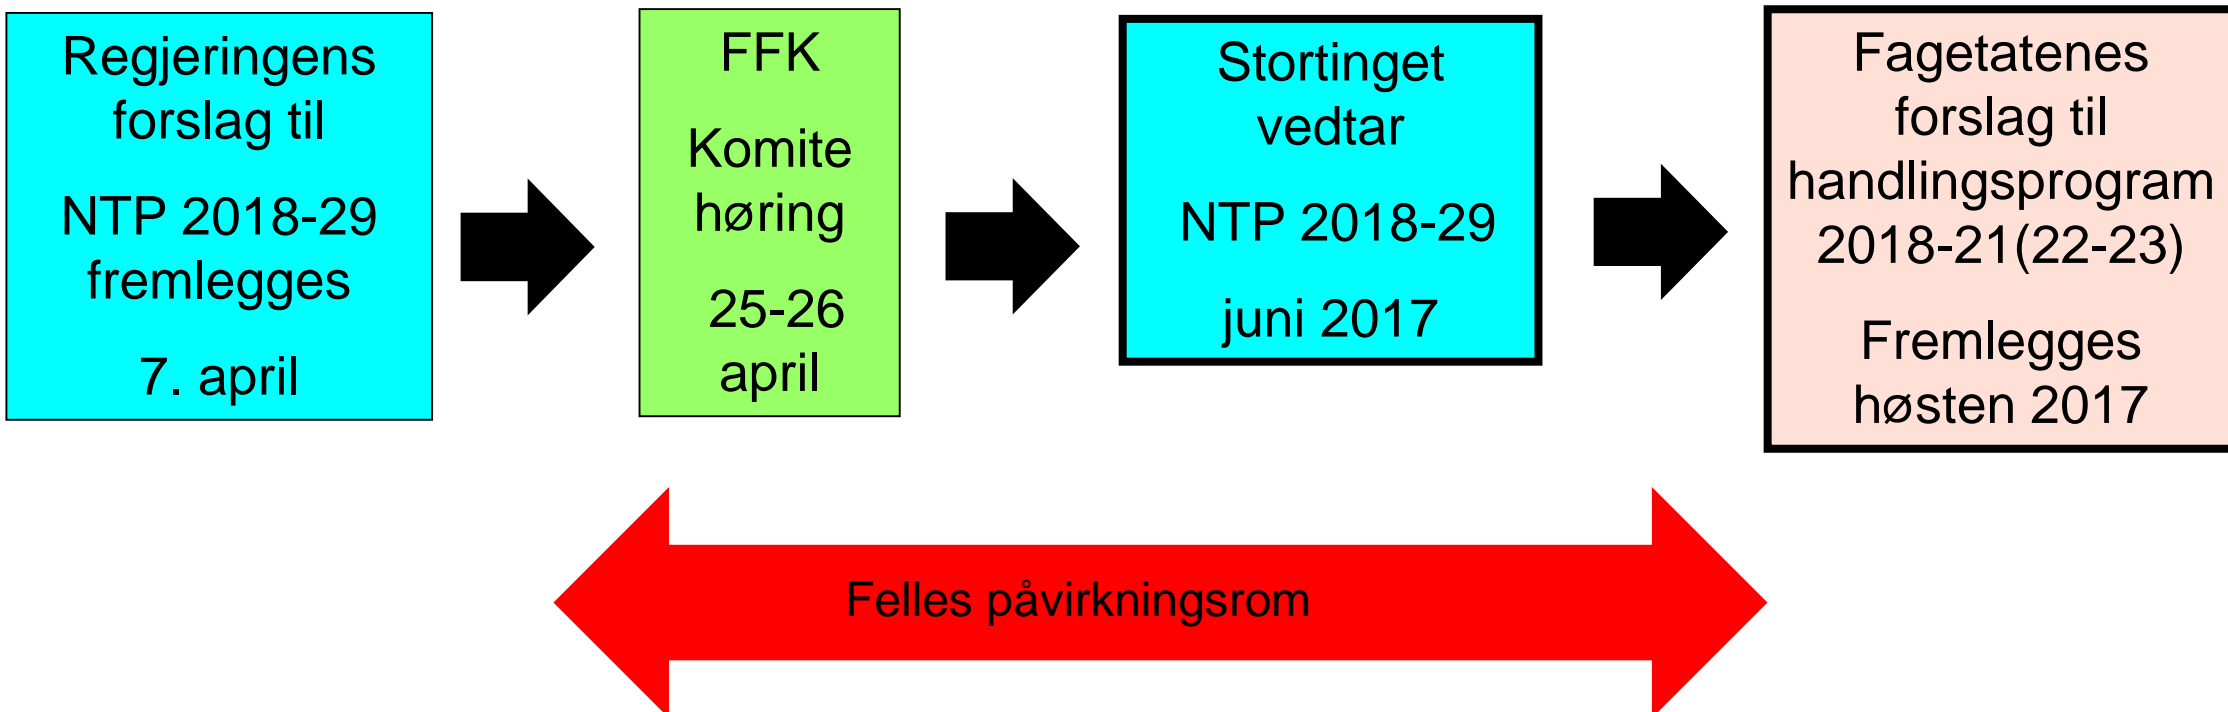 Regjeringens
forslag til
NTP 2018-29
fremlegges
7. april
FFK
Komite
høring
25-26
april
Stortinget
vedtar
NTP 2018-29
juni 2017
Fagetatenes
forslag til
handlingsprogram
2018-21(22-23)
Fremlegges
høsten 2017
Felles påvirkningsrom